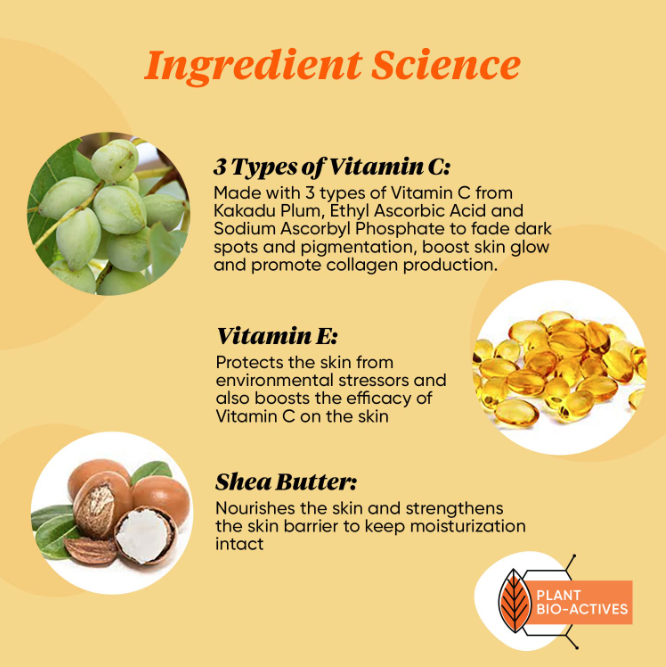 Ingredient Science
3 Types of Vitamin C:
Made with 3 types of Vitamin C from
Kakadu Plum, Ethyl Ascorbic Acid and
Sodium Ascorbyl Phosphate to fade dark
spots and pigmentation, boost skin glow
and promote collagen production.
Vitamin E:
Protects the skin from
environmental stressors and
also boosts the efficacy of
Vitamin C on the skin
Shea Butter:
Nourishes the skin and strengthens
the skin barrier to keep moisturization
intact
PLANT
BIO-ACTIVES